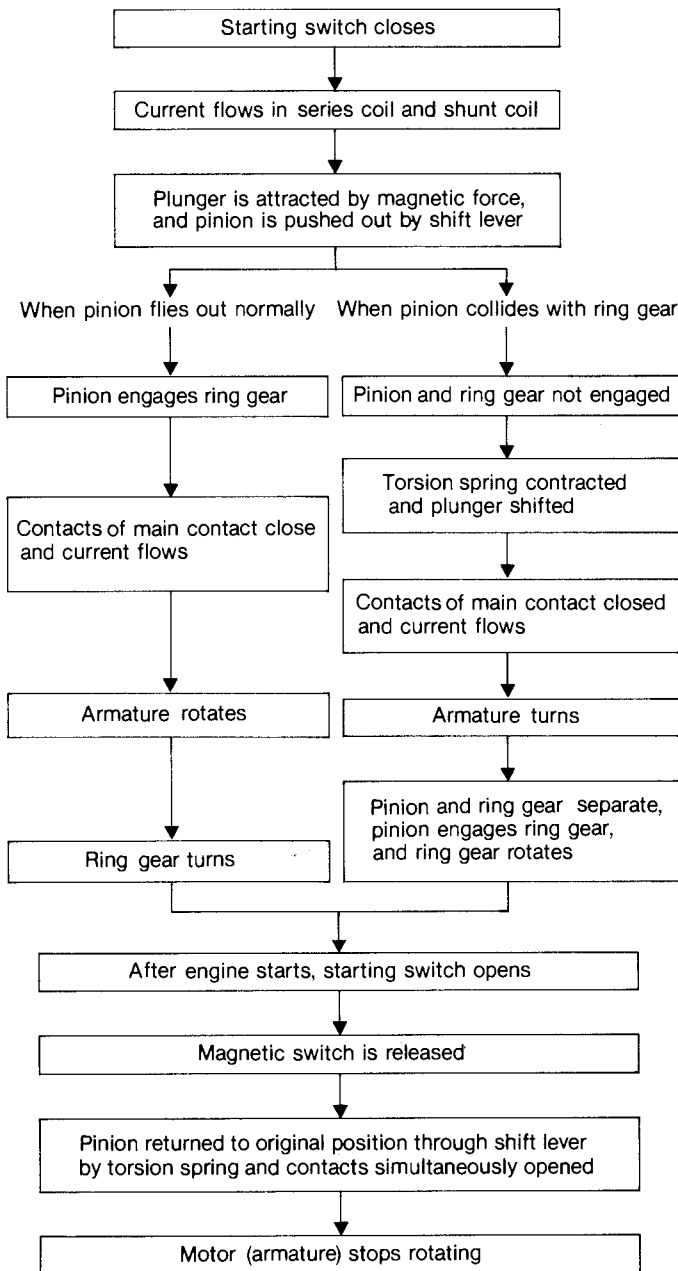 Starting switch closes
Current flows in series coil and shunt coil
Plunger is attracted by magnetic force,
and pinion is pushed out by shift lever
When pinion flies out normally
When pinion collides with ring gear
Pinion engages ring gear
Pinion and ring gear not engaged
Torsion spring contracted
and plunger shifted
Contacts of main contact close
and current flows
Contacts of main contact closed
and current flows
Armature rotates
Armature turns
Pinion and ring gear separate,
pinion engages ring gear,
and ring gear rotates
Ring gear turns
After engine starts, starting switch opens
Magnetic switch is released
Pinion returned to original position through shift lever
by torsion spring and contacts simultaneously opened
Motor (armature) stops rotating